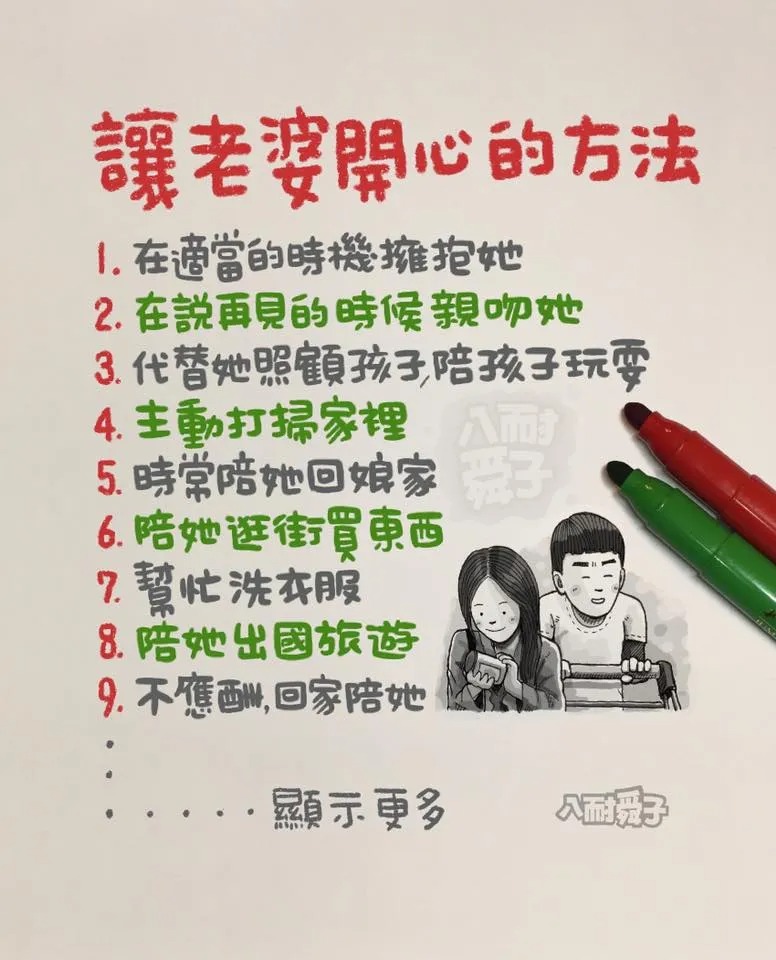 讓老婆開心的方法
1. 在適當的時機擁抱她
2. 在說再見的時候親吻她
3. 代替她照顧孩子,陪孩子玩耍
4. 主動打掃家裡
八耐
舜子
5. 時常陪她回娘家
6. 陪她逛街買東西
7. 幫忙洗衣服
8. 陪她出國旅遊
9. 不應酬,回家陪她
.
.
. . . . . . 顯示更多
八耐舜子